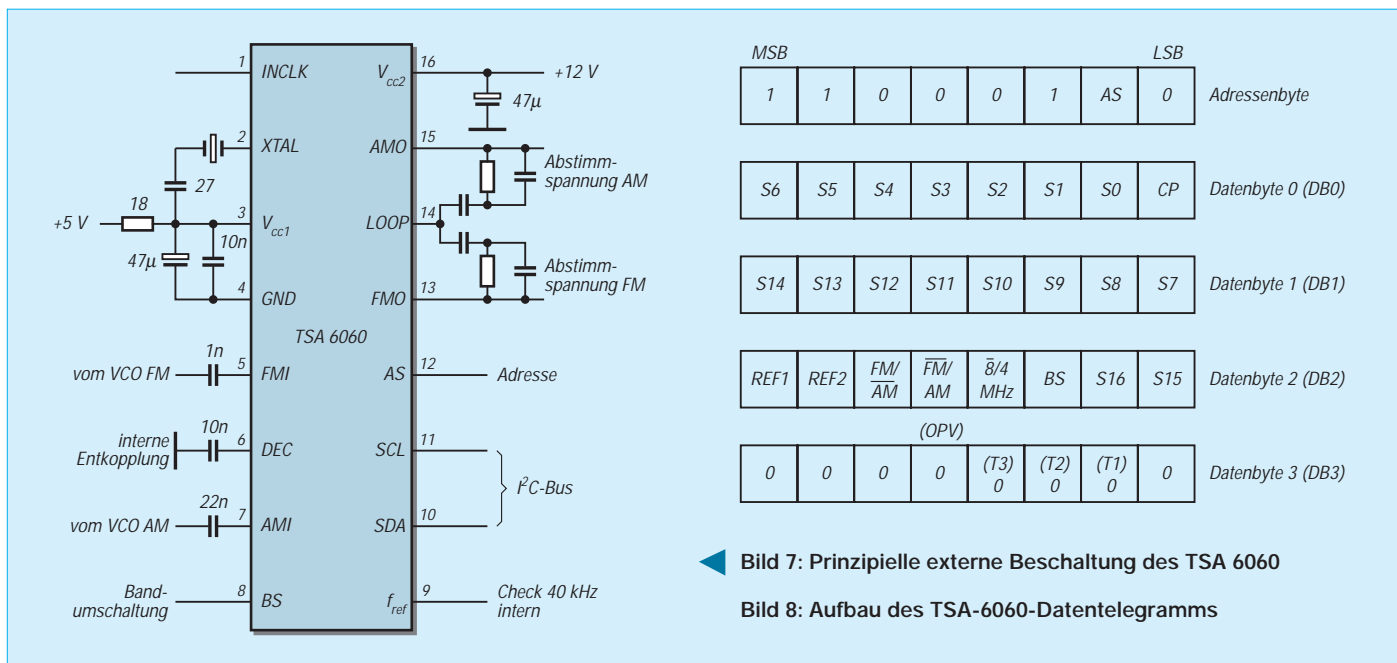 1 INCLK
V_cc2 16 +12 V
47µ
2 XTAL
AMO 15
Abstimm-
spannung AM
27
18
+5 V
3 V_cc1
LOOP 14
10n
47µ
Abstimm-
spannung FM
4 GND
FMO 13
TSA 6060
1n
vom VCO FM 5 FMI
AS 12 Adresse
10n
interne
Entkopplung
6 DEC
SCL 11
I²C-Bus
22n
vom VCO AM 7 AMI
SDA 10
Band-
umschaltung
8 BS
f_ref 9
Check 40 kHz
intern
MSB LSB
1 1 0 0 0 1 AS 0 Adressenbyte
S6 S5 S4 S3 S2 S1 S0 CP Datenbyte 0 (DB0)
S14 S13 S12 S11 S10 S9 S8 S7 Datenbyte 1 (DB1)
REF1 REF2 FM/A̅M̅ F̅M̅/AM 8̅/4 MHz BS S16 S15 Datenbyte 2 (DB2)
(OPV)
0 0 0 0 (T3) 0 (T2) 0 (T1) 0 0 Datenbyte 3 (DB3)
Bild 7: Prinzipielle externe Beschaltung des TSA 6060
Bild 8: Aufbau des TSA-6060-Datentelegramms